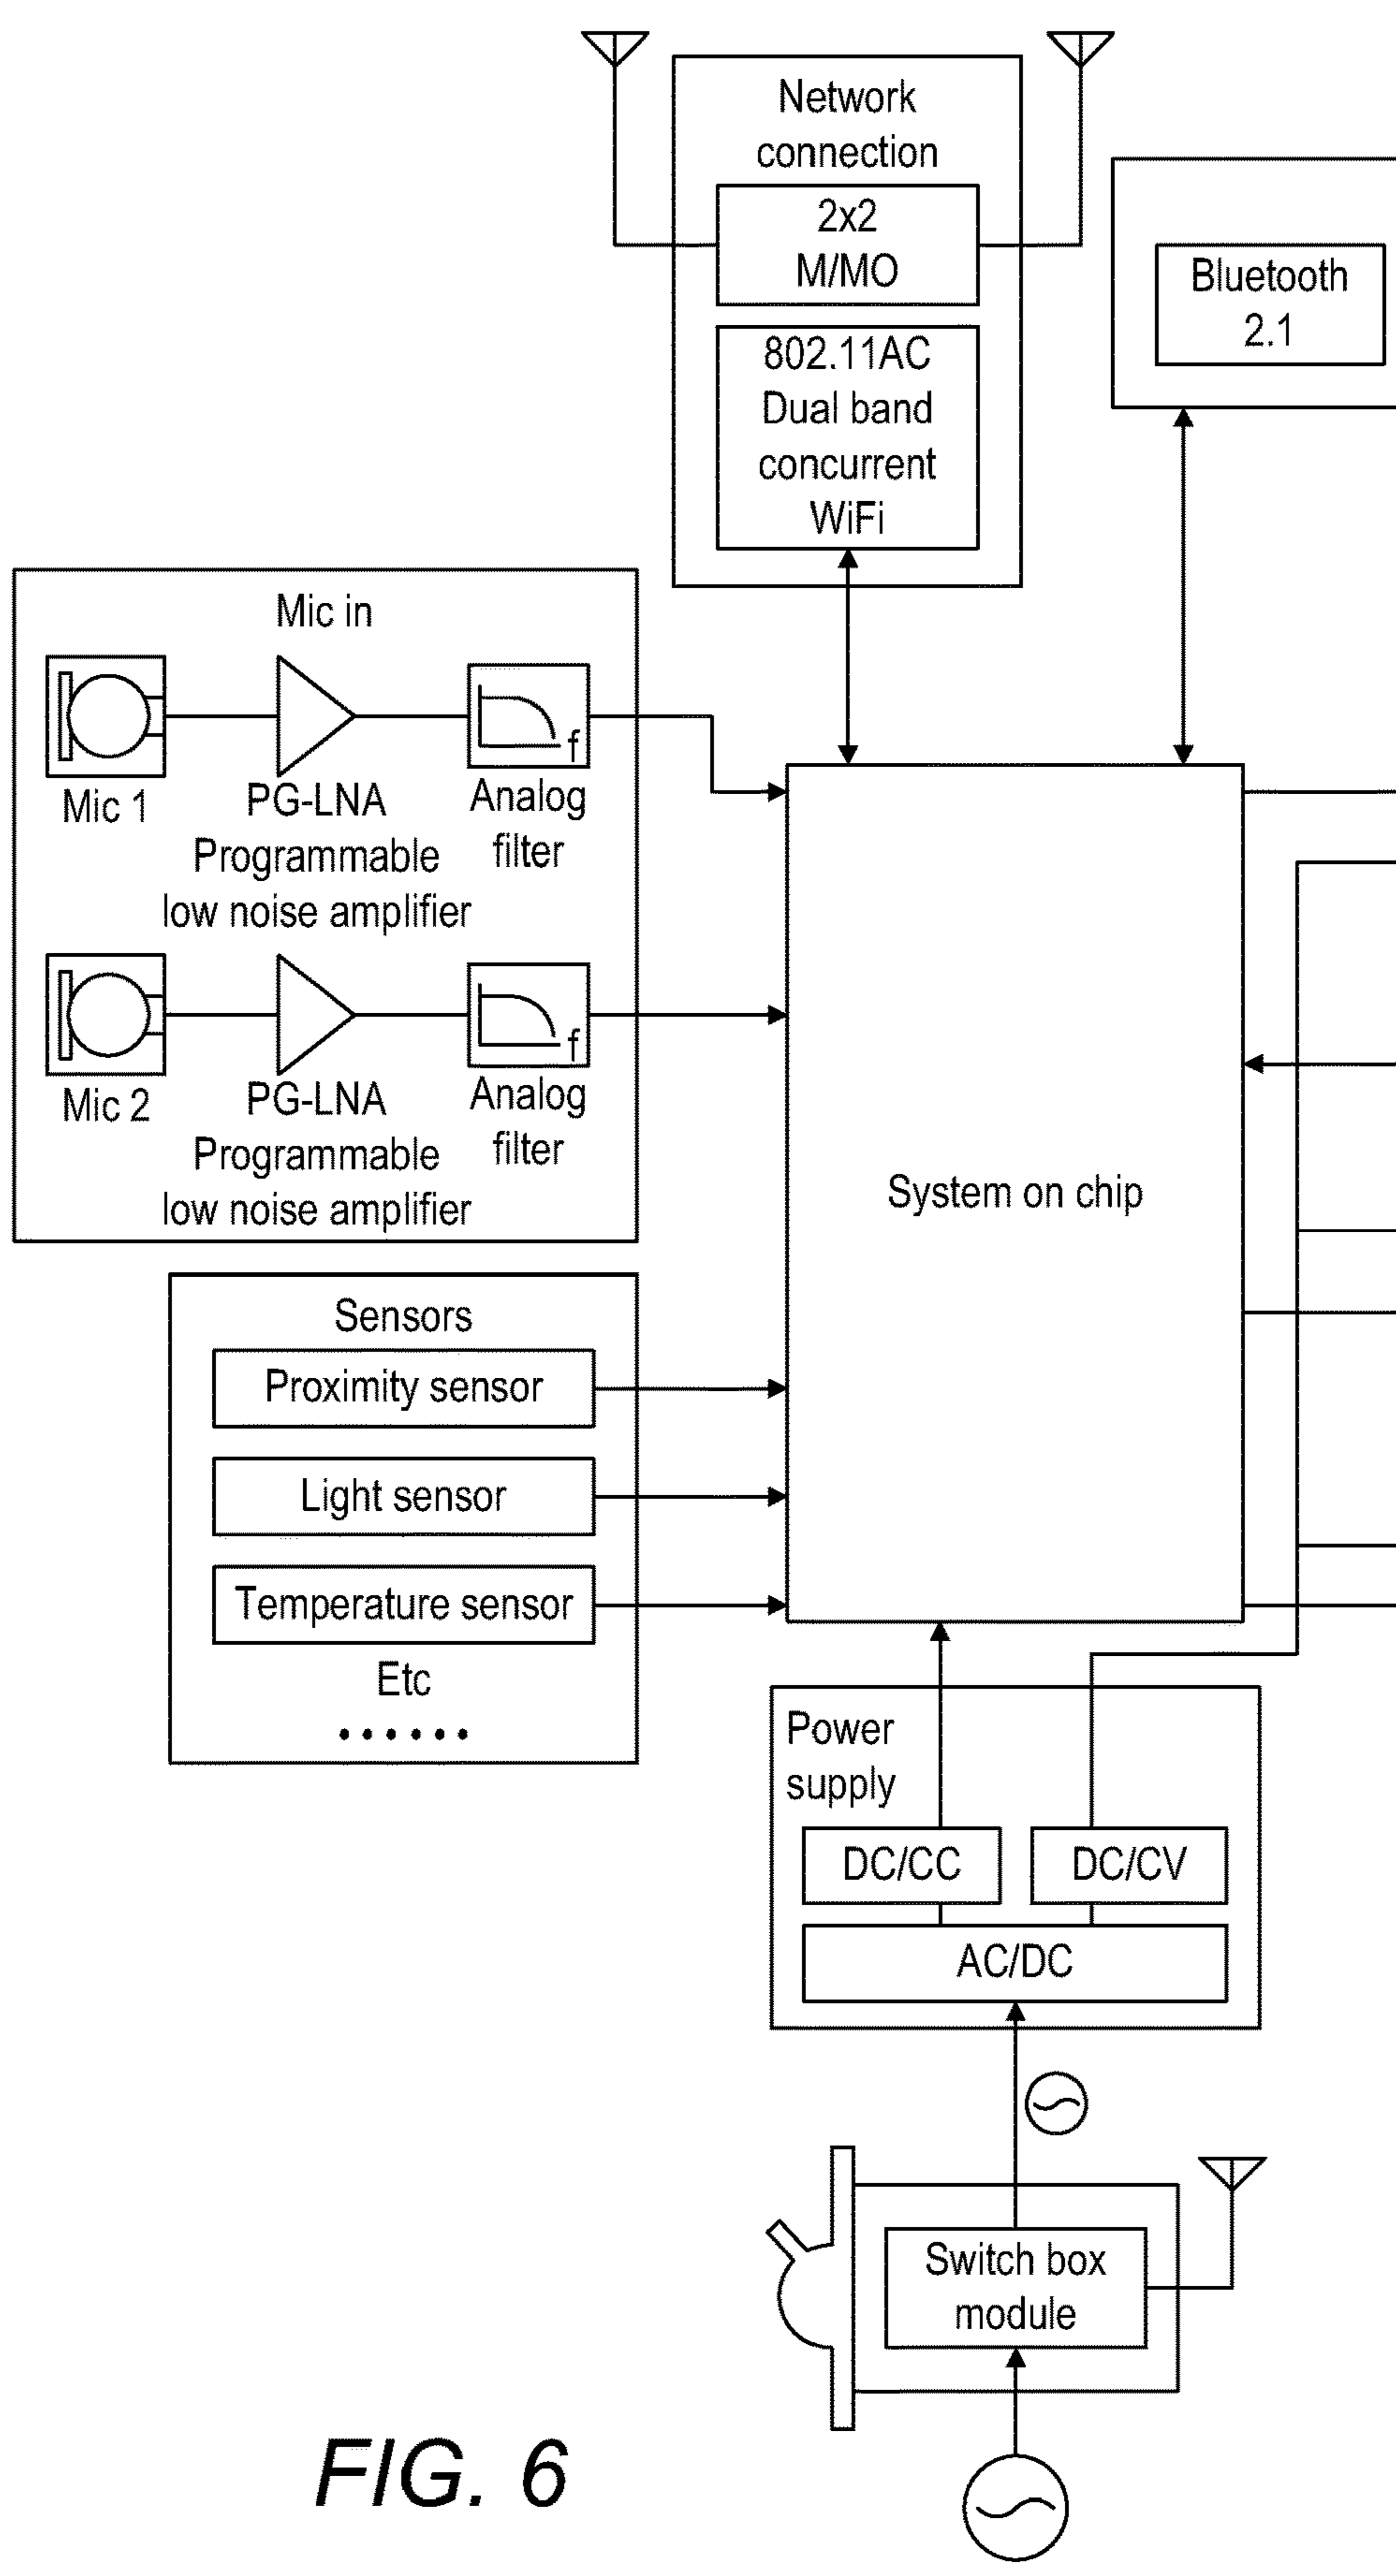 Network
connection
2x2
M/MO
802.11AC
Dual band
concurrent
WiFi
Bluetooth
2.1
Mic in
Mic 1
PG-LNA
Programmable
low noise amplifier
f
Analog
filter
Mic 2
PG-LNA
Programmable
low noise amplifier
f
Analog
filter
System on chip
Sensors
Proximity sensor
Light sensor
Temperature sensor
Etc
......
Power
supply
DC/CC
DC/CV
AC/DC
Switch box
module
FIG. 6